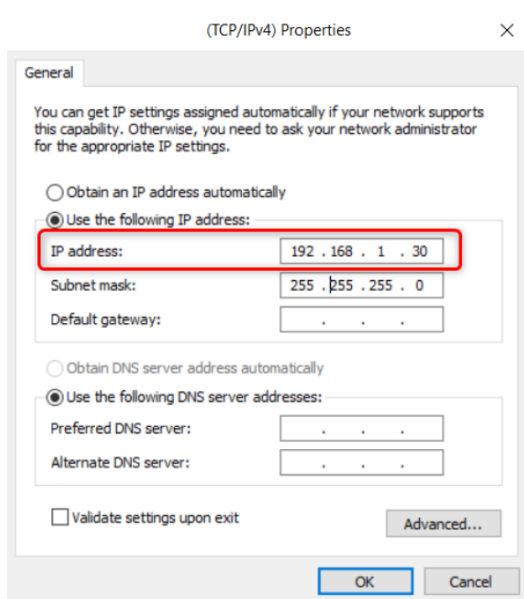 (TCP/IPv4) Properties
General
You can get IP settings assigned automatically if your network supports
this capability. Otherwise, you need to ask your network administrator
for the appropriate IP settings.
Obtain an IP address automatically
Use the following IP address:
IP address: 192 . 168 . 1 . 30
Subnet mask: 255 . 255 . 255 . 0
Default gateway: . . .
Obtain DNS server address automatically
Use the following DNS server addresses:
Preferred DNS server: . . .
Alternate DNS server: . . .
Validate settings upon exit
Advanced...
OK Cancel